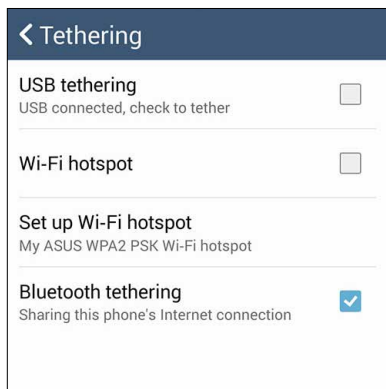 Tethering
USB tethering
USB connected, check to tether
Wi-Fi hotspot
Set up Wi-Fi hotspot
My ASUS WPA2 PSK Wi-Fi hotspot
Bluetooth tethering
Sharing this phone's Internet connection